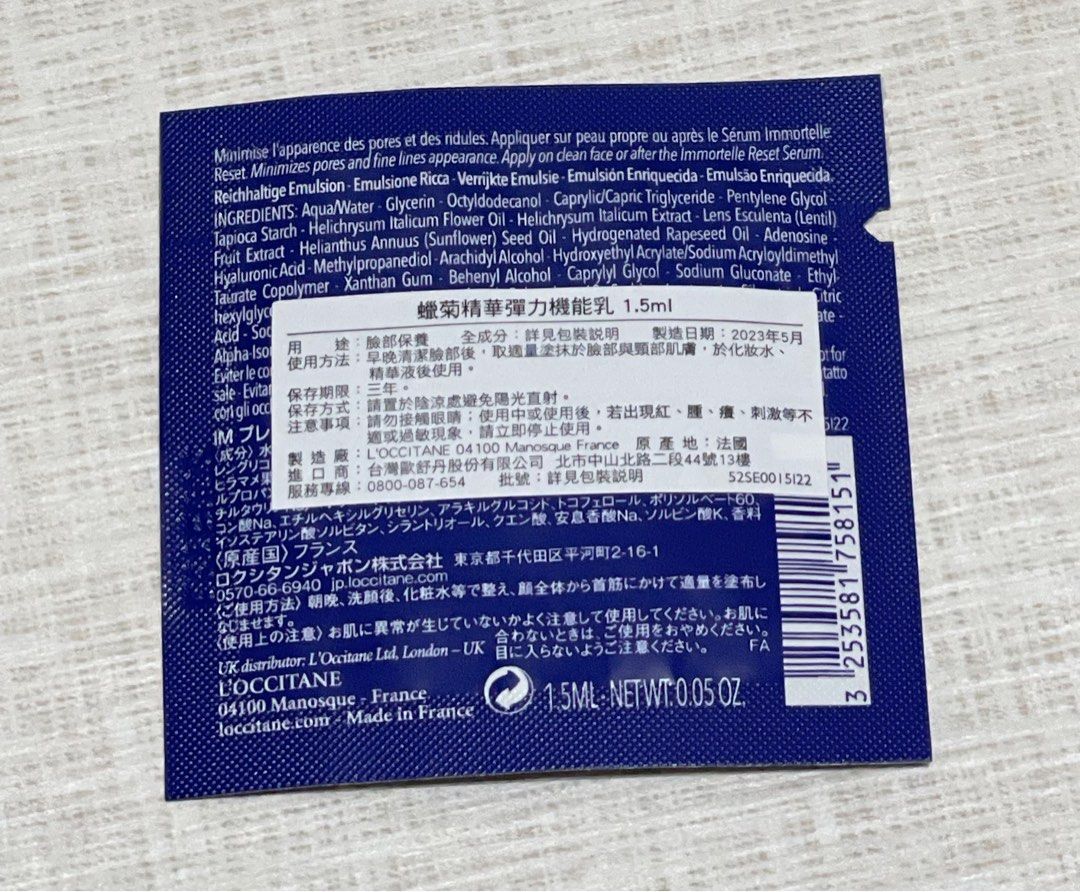 Minimise l'apparence des pores et des ridules. Appliquer sur peau propre ou après le Sérum Immortelle
Reset. Minimizes pores and fine lines appearance. Apply on clean face or after the Immortelle Reset Serum.
Reichhaltige Emulsion - Emulsione Ricca - Verrijkte Emulsie - Emulsión Enriquecida - Emulsão Enriquecida.
INGREDIENTS: Aqua/Water - Glycerin - Octyldodecanol - Caprylic/Capric Triglyceride - Pentylene Glycol -
Tapioca Starch - Helichrysum Italicum Flower Oil - Helichrysum Italicum Extract - Lens Esculenta (Lentil)
Fruit Extract - Helianthus Annuus (Sunflower) Seed Oil - Hydrogenated Rapeseed Oil - Adenosine
Hyaluronic Acid - Methylpropanediol - Arachidyl Alcohol - Hydroxyethyl Acrylate/Sodium Acryloyldimethyl
Taurate Copolymer - Xanthan Gum - Behenyl Alcohol - Caprylyl Glycol - Sodium Gluconate - Ethyl-
Citric
Acid
蠟菊精華彈力機能乳 1.5ml
用 途：臉部保養 全成分：詳見包裝説明 製造日期：2023年5月
使用方法：早晚清潔臉部後，取適量塗抹於臉部與頸部肌膚，於化妝水、
精華液後使用。
保存期限：三年。
保存方式：請置於陰涼處避免陽光直射。
注意事項：請勿接觸眼睛；使用中或使用後，若出現紅、腫、癢、刺激等不
適或過敏現象，請立即停止使用。
製 造 廠：L'OCCITANE 04100 Manosque France 原 產 地：法國
進 口 商：台灣歐舒丹股份有限公司 北市中山北路二段44號13樓
服務專線：0800-087-654 批號：詳見包裝説明 52SE0015I22
コン酸Na、エチルヘキシルグリセリン、アラキルグルコシド、トコフェロール、ポリソルベート60、
イソステアリン酸ソルビタン、シラントリオール、クエン酸、安息香酸Na、ソルビン酸K、香料
〈原産国〉フランス
ロクシタンジャポン株式会社 東京都千代田区平河町2-16-1
0570-66-6940 jp.loccitane.com
〈ご使用方法〉朝晩、洗顔後、化粧水等で整え、顔全体から首筋にかけて適量を塗布し
なじませます。
〈使用上の注意〉お肌に異常が生じていないかよく注意して使用してください。お肌に
合わないときは、ご使用をおやめください。
目に入らないようご注意ください。 FA
UK distributor: L'Occitane Ltd, London – UK
L'OCCITANE
04100 Manosque - France
loccitane.com - Made in France
1.5ML - NET WT. 0.05 OZ.
3 253581 758151